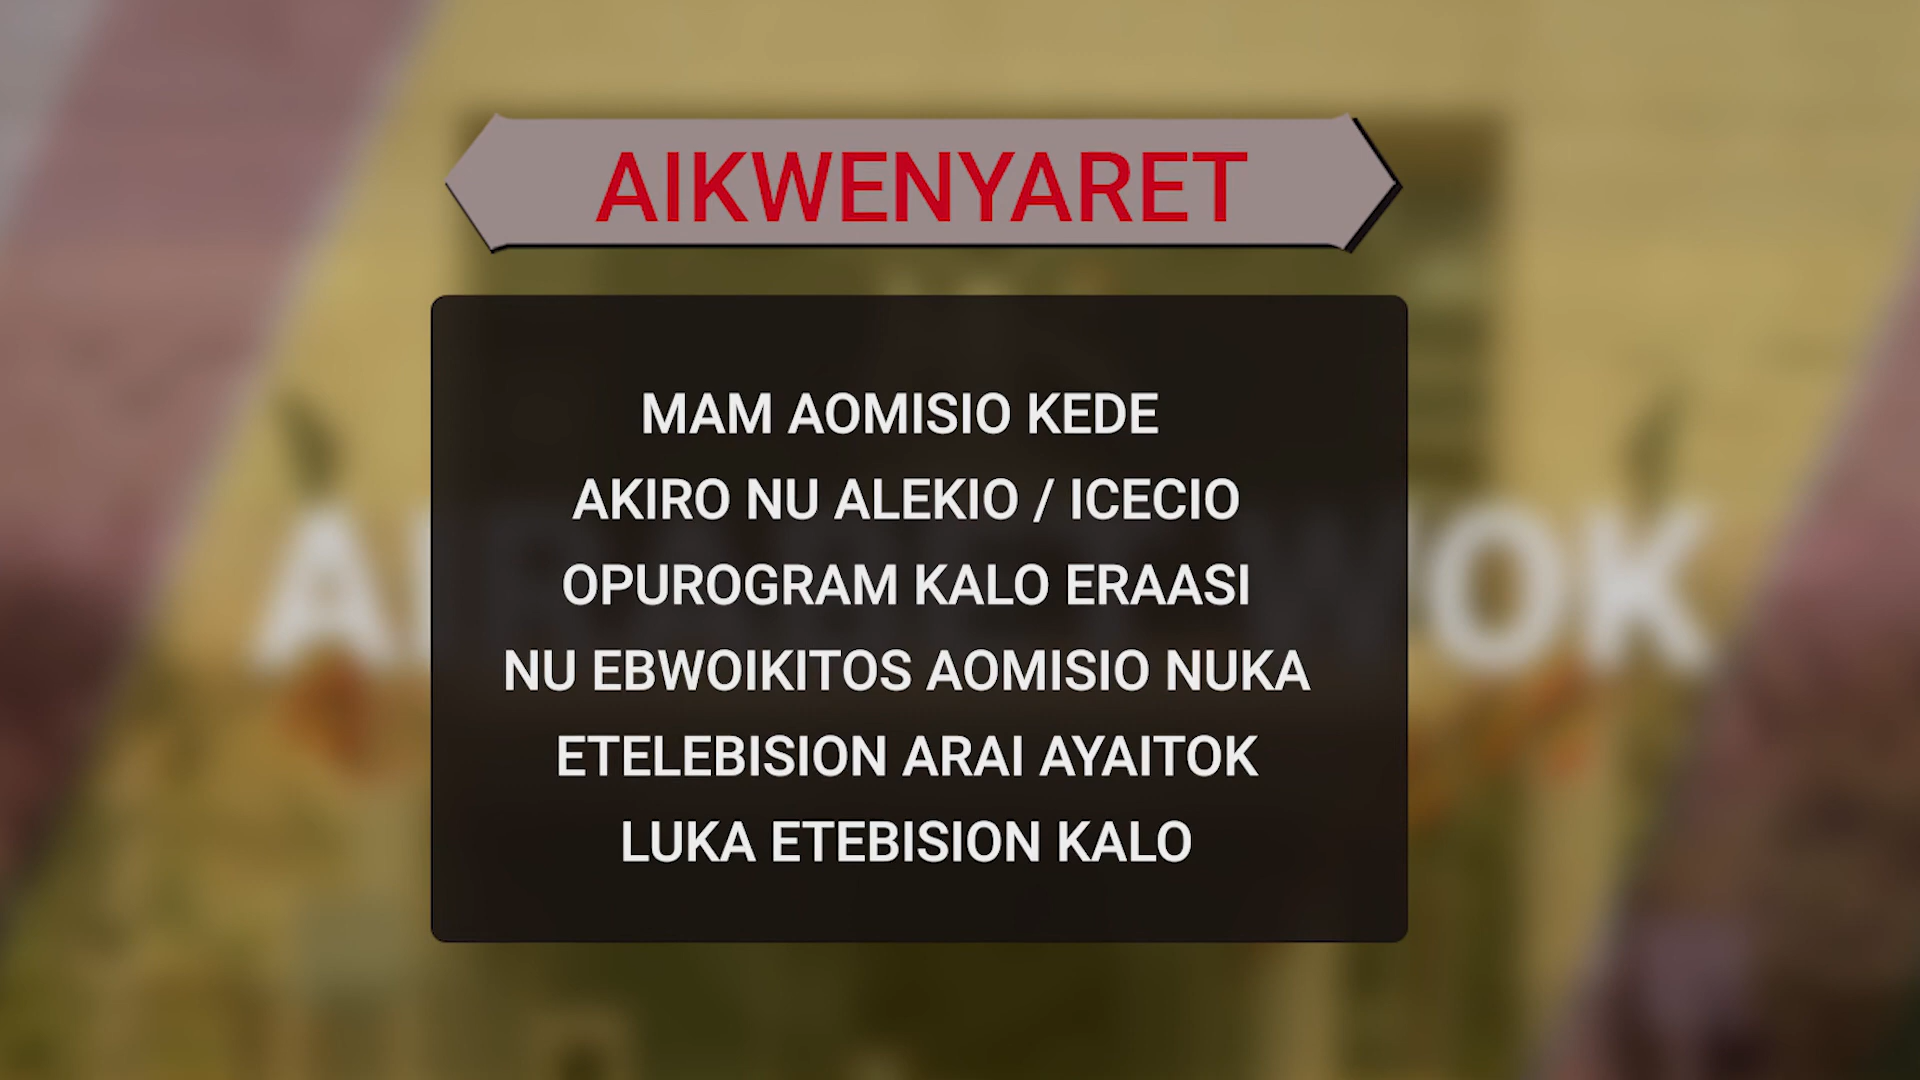 AIKWENYARET
MAM AOMISIO KEDE
AKIRO NU ALEKIO / ICECIO
OPUROGRAM KALO ERAASI
NU EBWOIKITOS AOMISIO NUKA
ETELEBISION ARAI AYAITOK
LUKA ETEBISION KALO